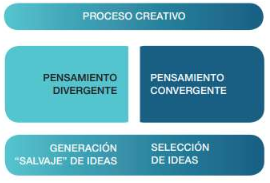 PROCESO CREATIVO
PENSAMIENTO
DIVERGENTE
PENSAMIENTO
CONVERGENTE
GENERACIÓN
"SALVAJE" DE IDEAS
SELECCIÓN
DE IDEAS